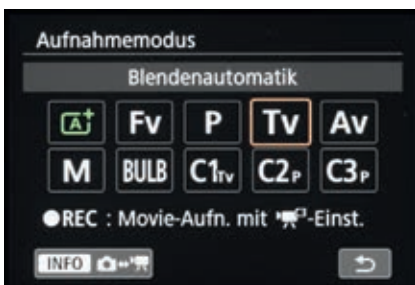 Aufnahmemodus
Blendenautomatik
A+ Fv P Tv Av
M BULB C1Tv C2P C3P
REC : Movie-Aufn. mit P-Einst.
INFO